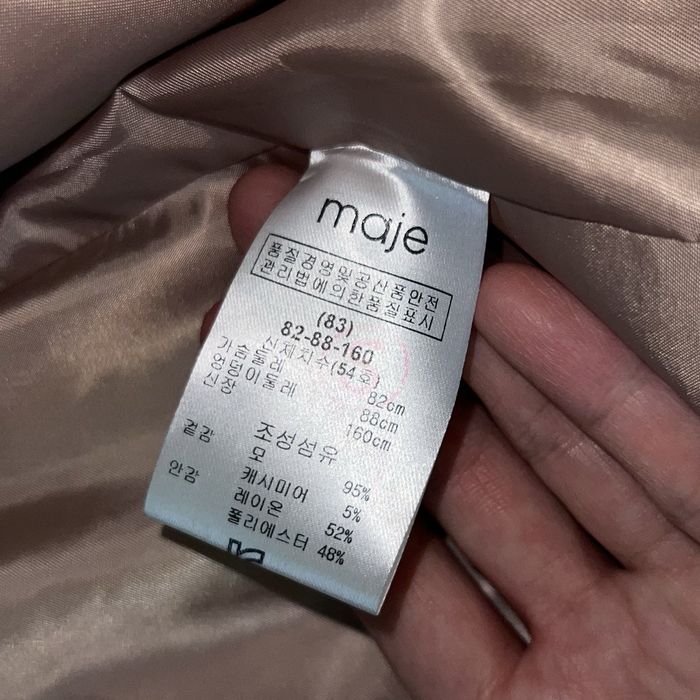 maje
품질경영및공산품안전
관리법에의한품질표시
(83)
82-88-160
신체치수(54호)
가슴둘레 82cm
엉덩이둘레 88cm
신장 160cm
조성섬유
겉감 모 95%
캐시미어 5%
안감 레이온 52%
폴리에스터 48%